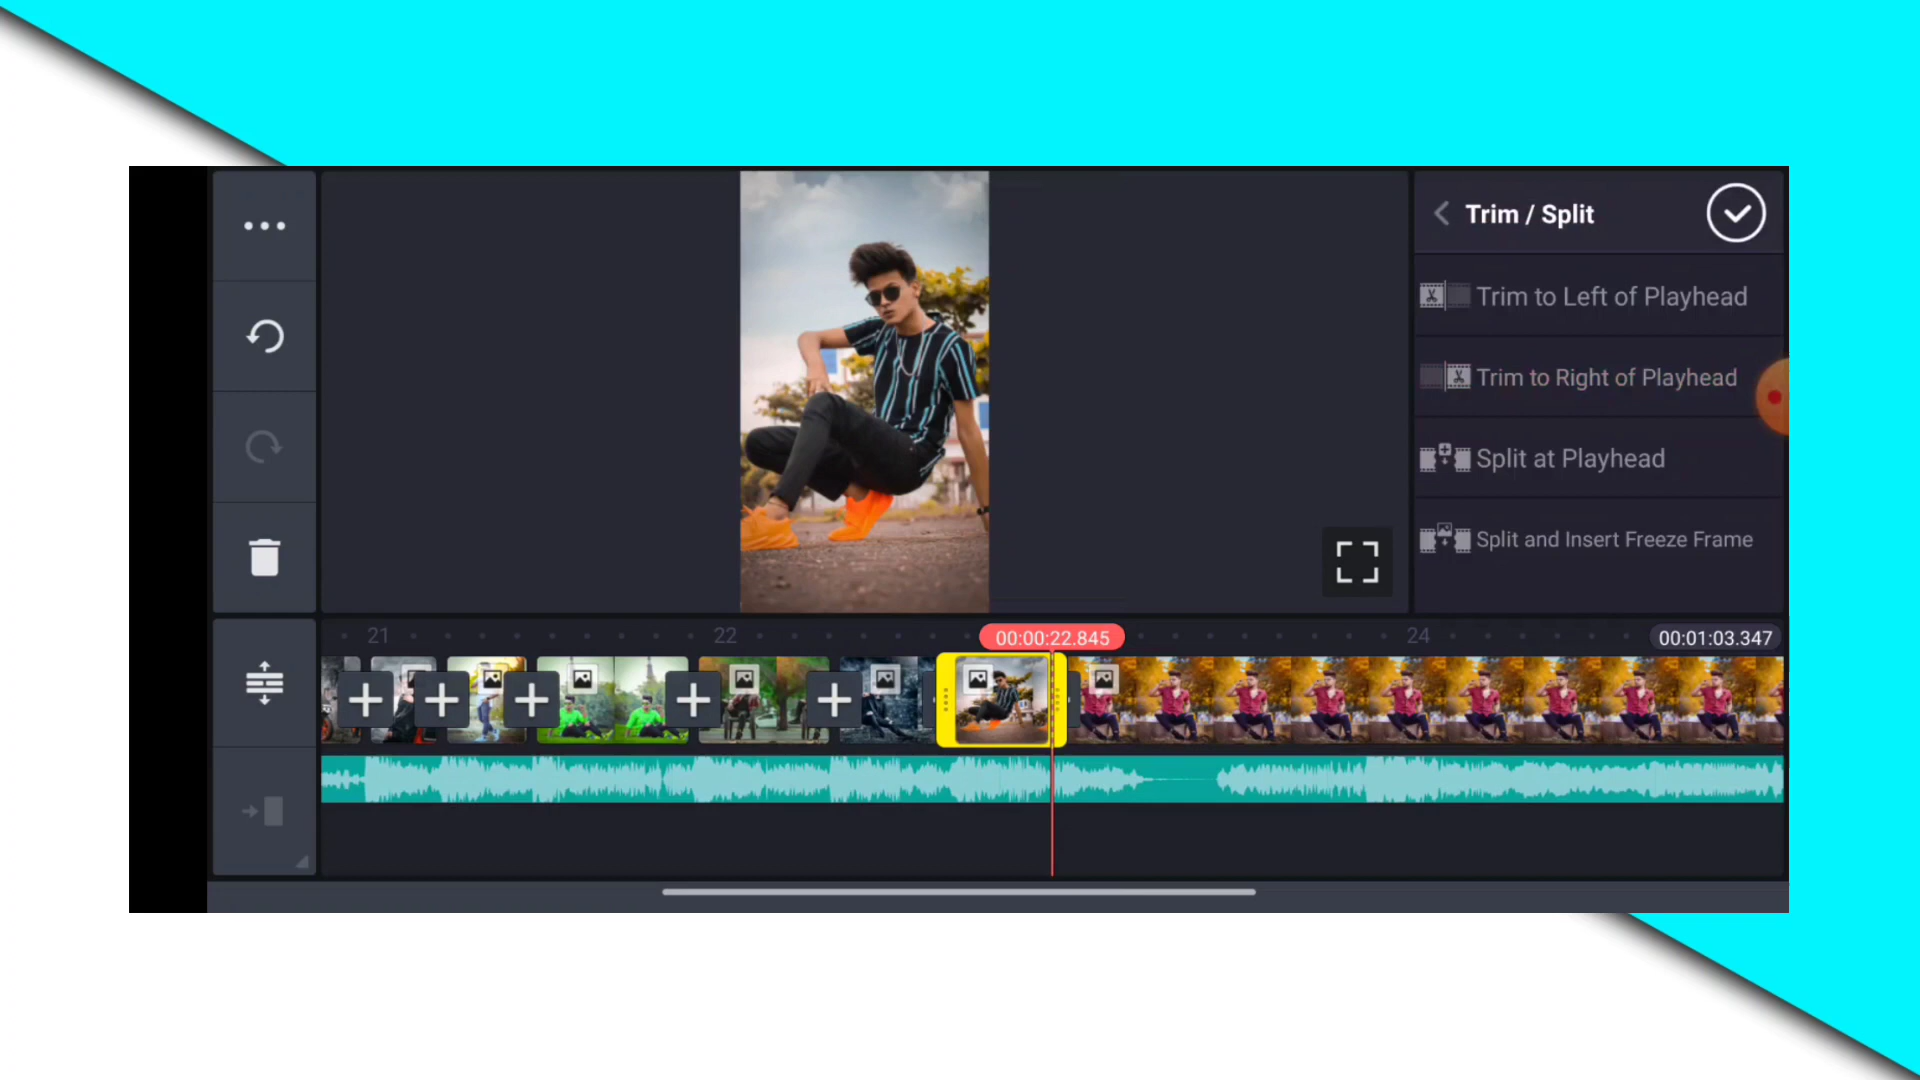 Trim / Split
Trim to Left of Playhead
Trim to Right of Playhead
Split at Playhead
Split and Insert Freeze Frame
21
22
00:00:22.845
24
00:01:03.347